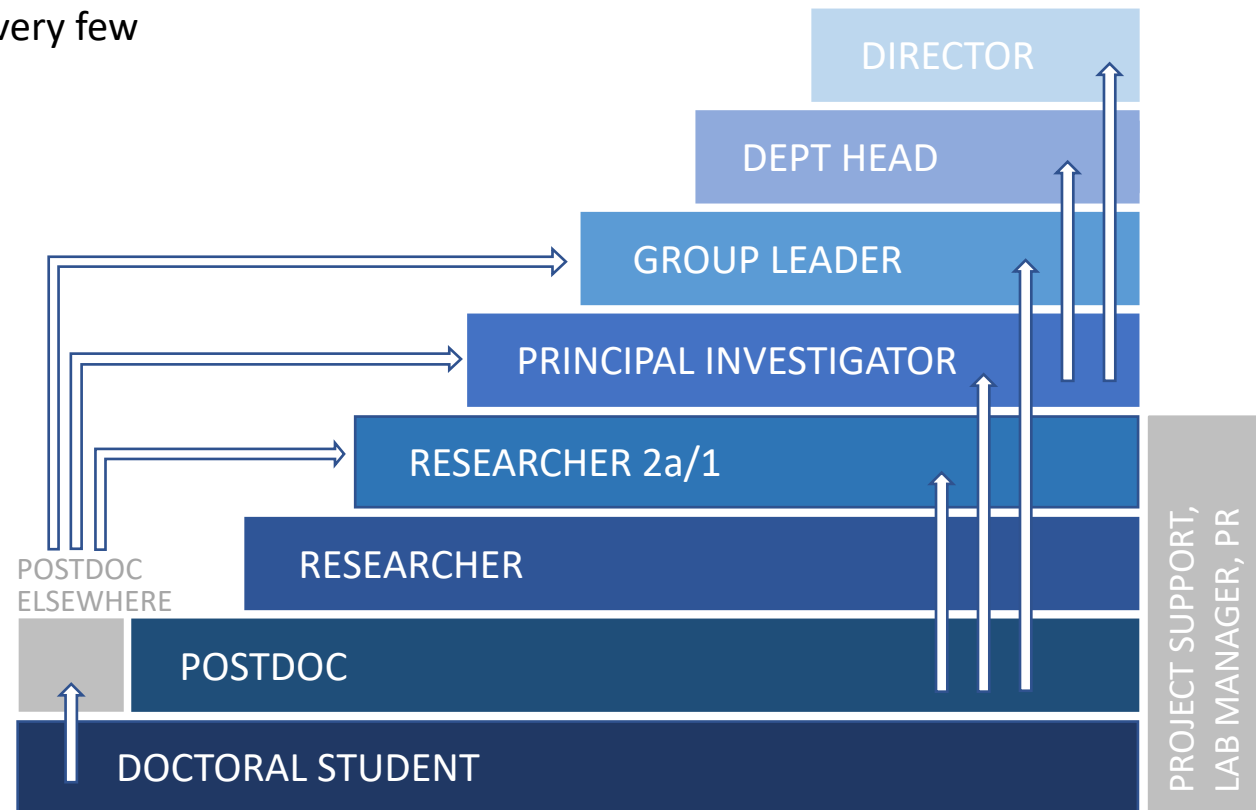 very few
DIRECTOR
DEPT HEAD
GROUP LEADER
PRINCIPAL INVESTIGATOR
RESEARCHER 2a/1
RESEARCHER
POSTDOC
ELSEWHERE
POSTDOC
DOCTORAL STUDENT
PROJECT SUPPORT,
LAB MANAGER, PR